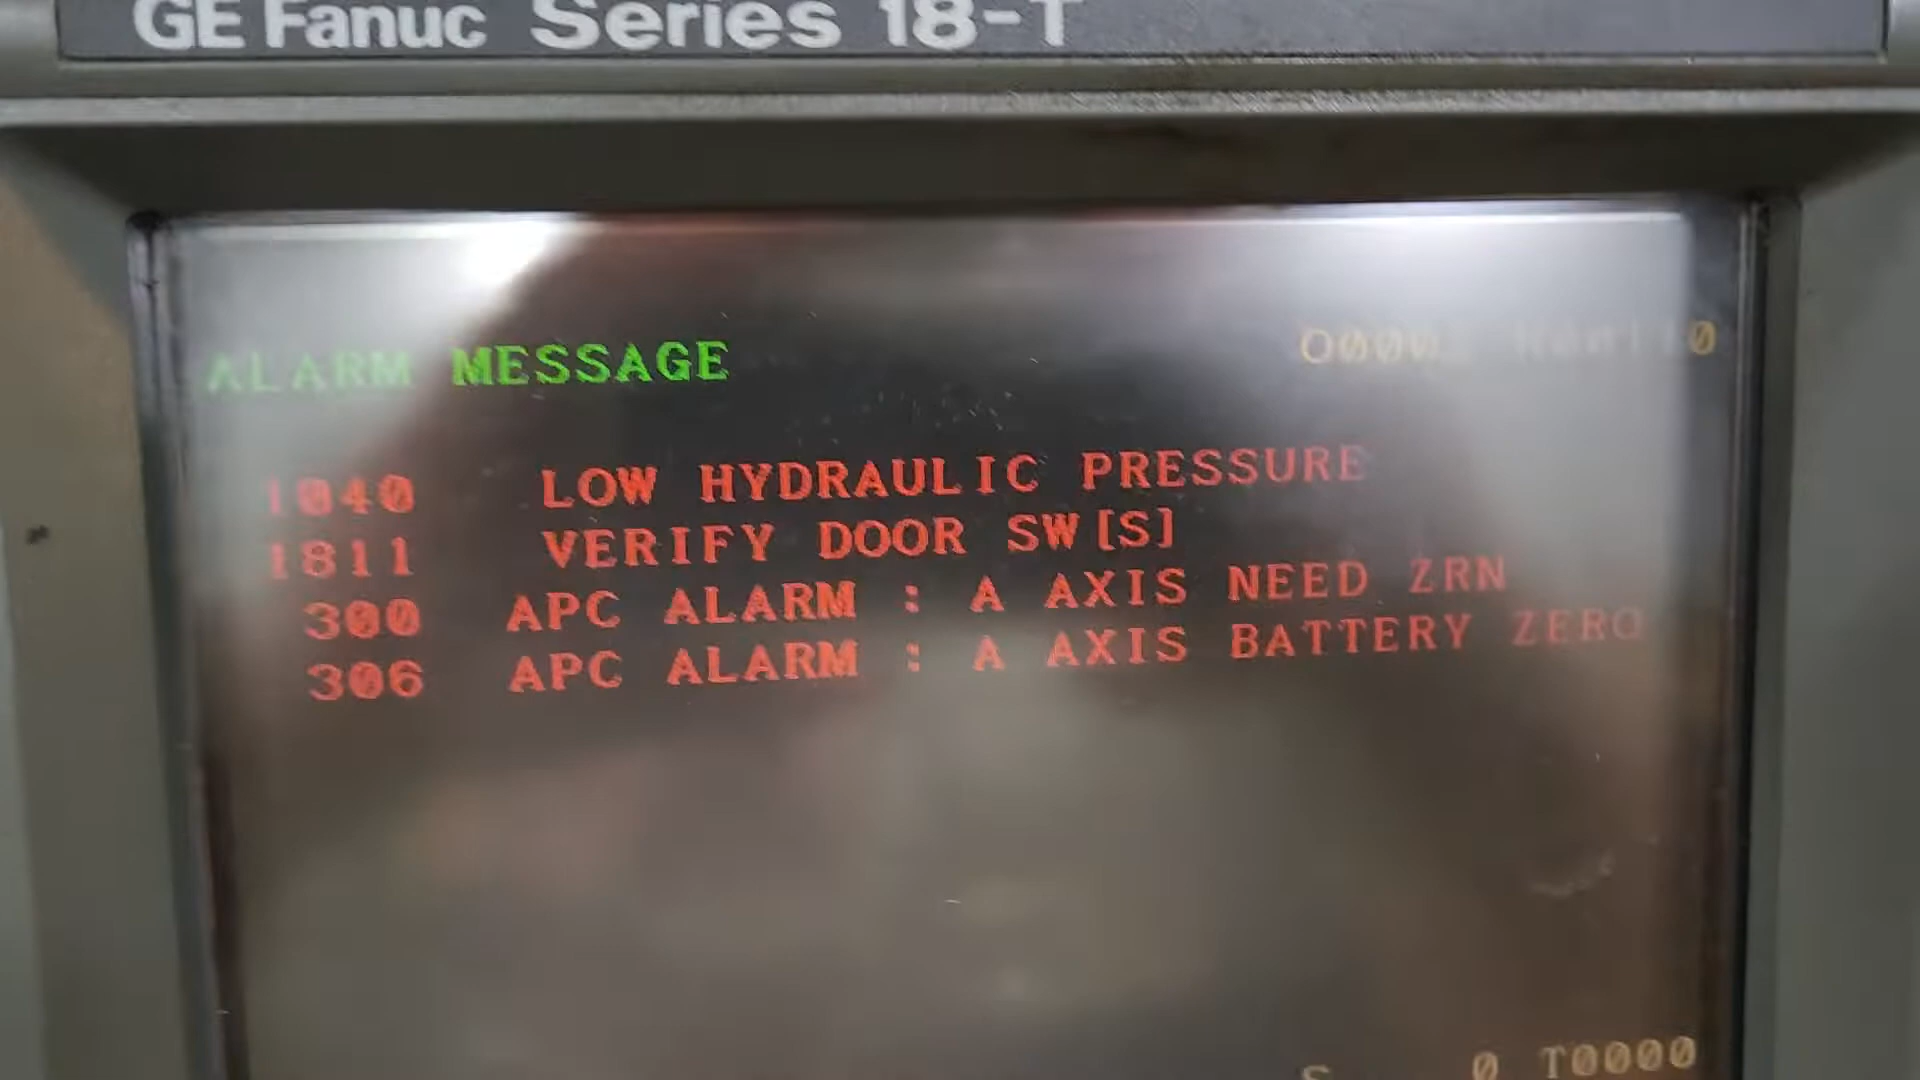 GE Fanuc Series 18-T
ALARM MESSAGE
1040 LOW HYDRAULIC PRESSURE
1811 VERIFY DOOR SW[S]
300 APC ALARM : A AXIS NEED ZRN
306 APC ALARM : A AXIS BATTERY ZERO
S 0 T0000